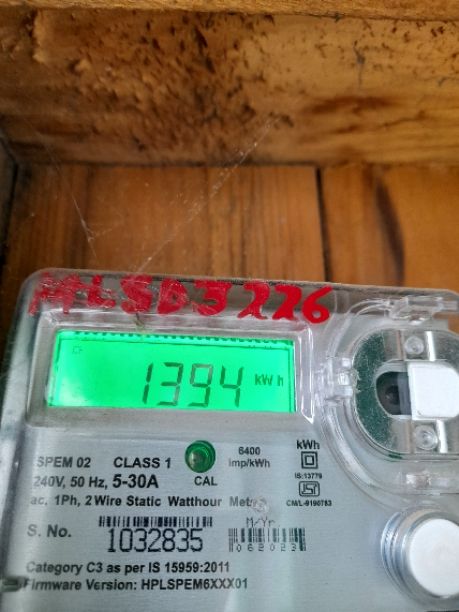 MLSD3226
1394 kWh
SPEM 02 CLASS 1 6400 imp/kWh kWh
240V, 50 Hz, 5-30A CAL IS:13779
ac, 1Ph, 2 Wire Static Watthour Meter CM/L-9190783
S. No. 1032835 M/Yr 062023
Category C3 as per IS 15959:2011
Firmware Version: HPLSPEM6XXX01